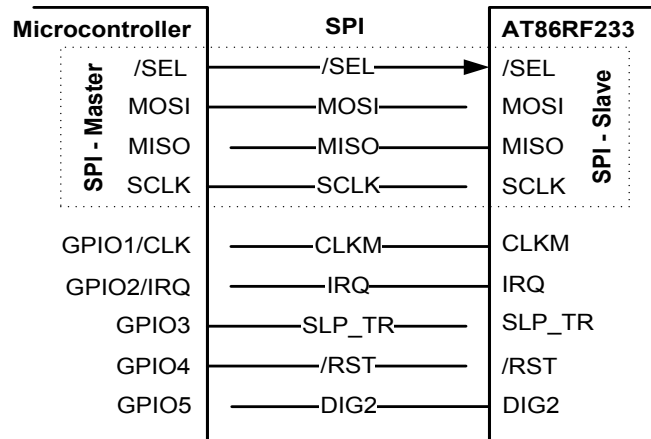 Microcontroller SPI AT86RF233
/SEL /SEL /SEL
MOSI MOSI MOSI
MISO MISO MISO
SCLK SCLK SCLK
SPI - Master
SPI - Slave
GPIO1/CLK CLKM CLKM
GPIO2/IRQ IRQ IRQ
GPIO3 SLP_TR SLP_TR
GPIO4 /RST /RST
GPIO5 DIG2 DIG2